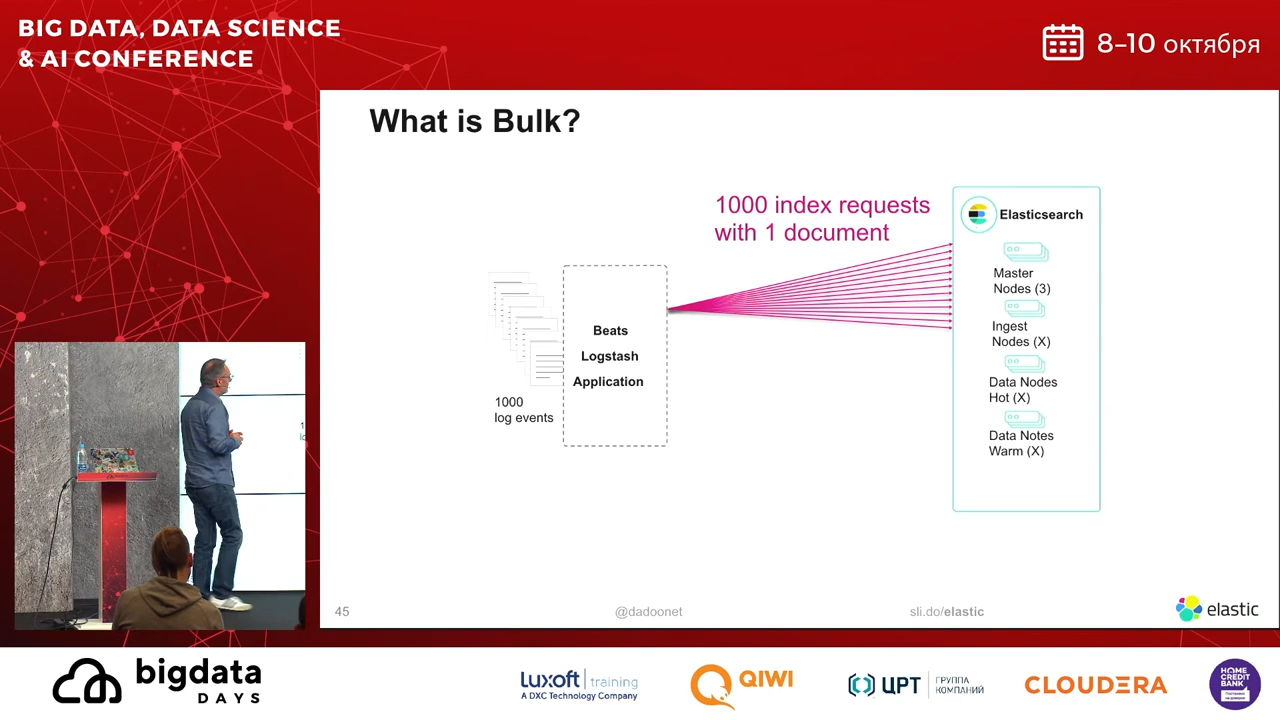 BIG DATA, DATA SCIENCE
& AI CONFERENCE
8–10 октября
What is Bulk?
1000 index requests
with 1 document
Elasticsearch
Master
Nodes (3)
Ingest
Nodes (X)
Data Nodes
Hot (X)
Data Notes
Warm (X)
Beats
Logstash
Application
1000
log events
45
@dadoonet
sli.do/elastic
elastic
bigdata
DAYS
luxoft training
A DXC Technology Company
QIWI
ЦРТ
ГРУППА
КОМПАНИЙ
CLOUDERA
HOME
CREDIT
BANK